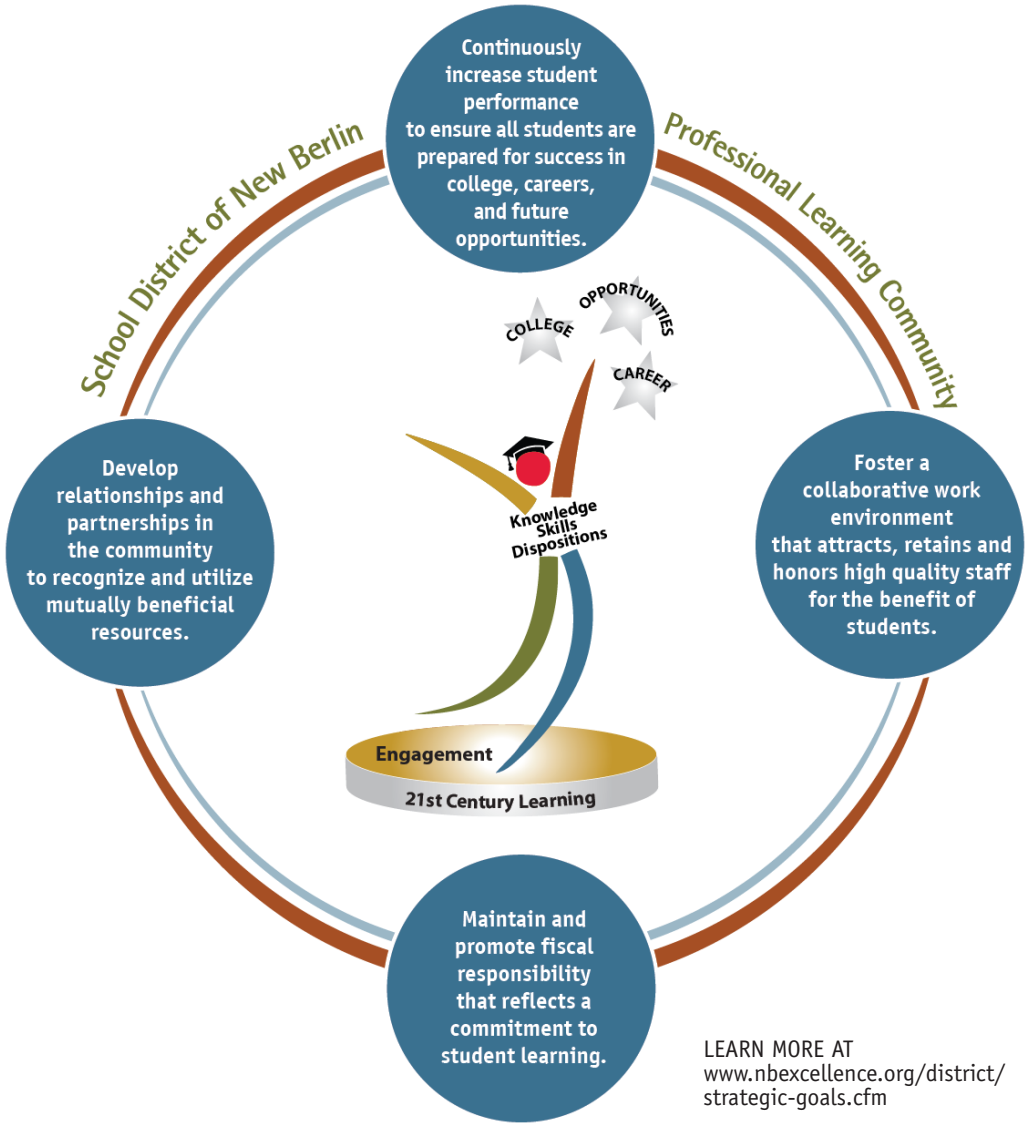 Continuously
increase student
performance
to ensure all students are
prepared for success in
college, careers,
and future
opportunities.
School District of New Berlin
Professional Learning Community
COLLEGE
OPPORTUNITIES
CAREER
Develop
relationships and
partnerships in
the community
to recognize and utilize
mutually beneficial
resources.
Knowledge
Skills
Dispositions
Foster a
collaborative work
environment
that attracts, retains and
honors high quality staff
for the benefit of
students.
Engagement
21st Century Learning
Maintain and
promote fiscal
responsibility
that reflects a
commitment to
student learning.
LEARN MORE AT
www.nbexcellence.org/district/
strategic-goals.cfm